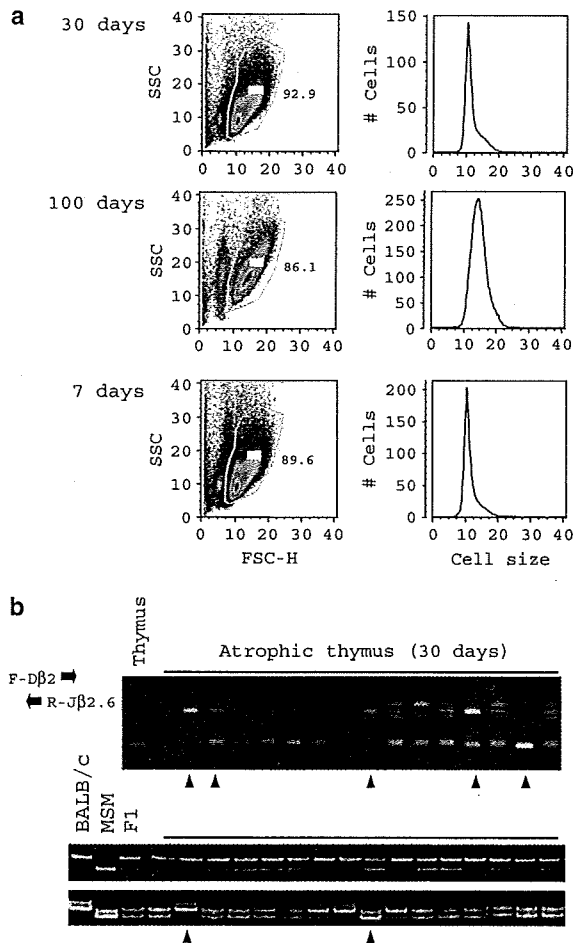 a
30 days
SSC
40
30
20
10
0
92.9
0 10 20 30 40
# Cells
150
100
50
0
0 10 20 30 40
100 days
SSC
40
30
20
10
0
86.1
0 10 20 30 40
# Cells
250
200
150
100
50
0
0 10 20 30 40
7 days
SSC
40
30
20
10
0
89.6
0 10 20 30 40
FSC-H
# Cells
200
150
100
50
0
0 10 20 30 40
Cell size
b
Thymus
Atrophic thymus (30 days)
F-Dβ2
R-Jβ2.6
BALB/c
MSM
F1